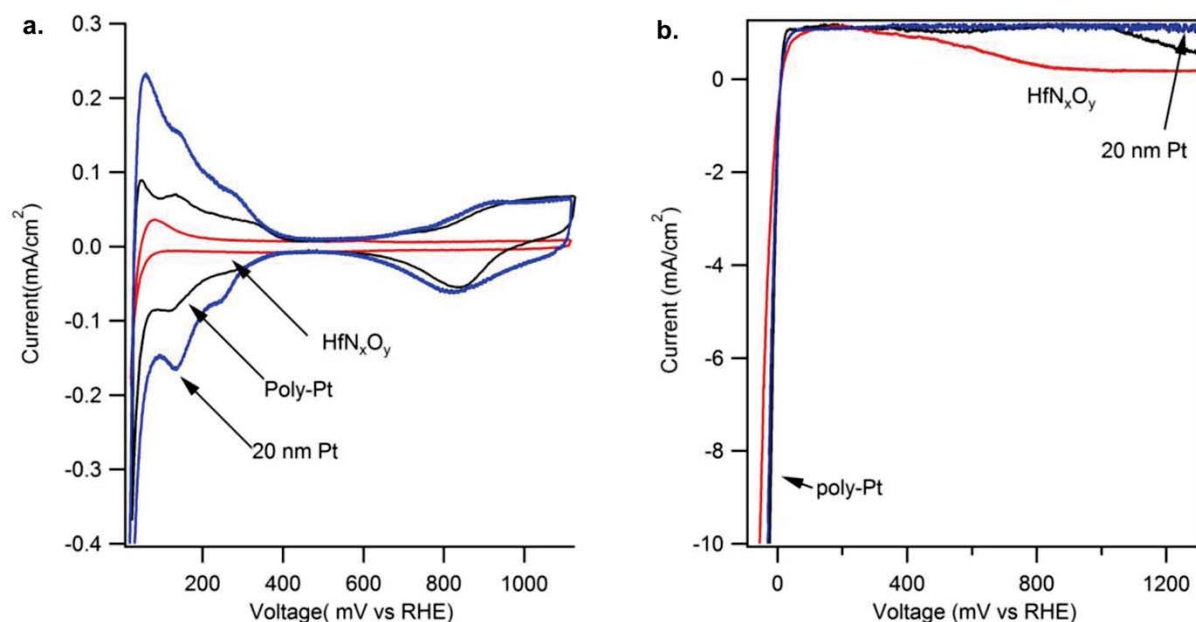 a.
0.3
0.2
0.1
0.0
-0.1
-0.2
-0.3
-0.4
Current(mA/cm²)
HfNₓOᵧ
Poly-Pt
20 nm Pt
200 400 600 800 1000
Voltage( mV vs RHE)
b.
0
-2
-4
-6
-8
-10
Current (mA/cm²)
HfNₓOᵧ
20 nm Pt
poly-Pt
0 400 800 1200
Voltage (mV vs RHE)